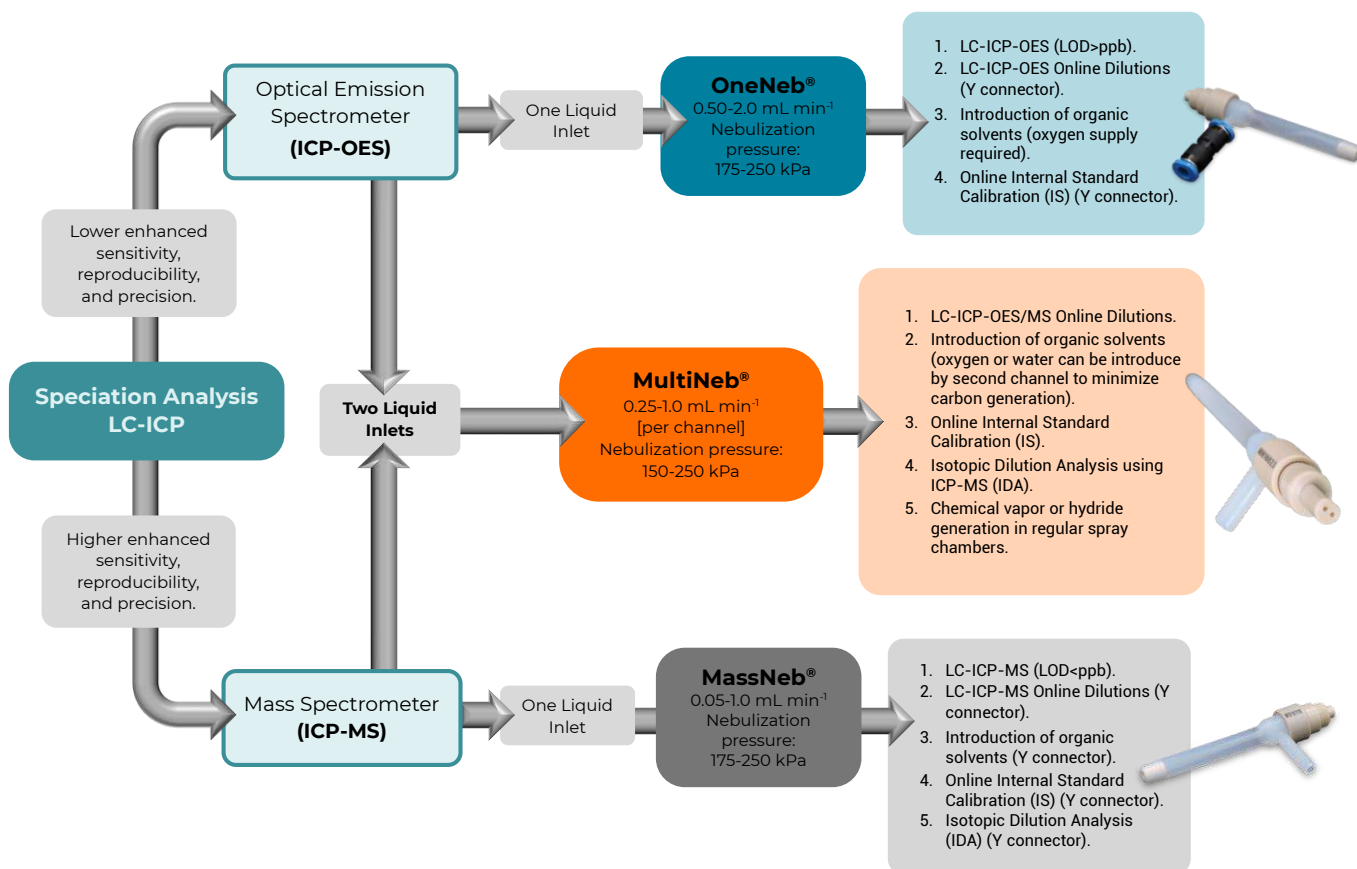 Optical Emission
Spectrometer
(ICP-OES)
One Liquid
Inlet
OneNeb®
0.50-2.0 mL min⁻¹
Nebulization
pressure:
175-250 kPa
1. LC-ICP-OES (LOD>ppb).
2. LC-ICP-OES Online Dilutions
(Y connector).
3. Introduction of organic
solvents (oxygen supply
required).
4. Online Internal Standard
Calibration (IS) (Y connector).
Lower enhanced
sensitivity,
reproducibility,
and precision.
Speciation Analysis
LC-ICP
Two Liquid
Inlets
MultiNeb®
0.25-1.0 mL min⁻¹
[per channel]
Nebulization pressure:
150-250 kPa
1. LC-ICP-OES/MS Online Dilutions.
2. Introduction of organic solvents
(oxygen or water can be introduce
by second channel to minimize
carbon generation).
3. Online Internal Standard
Calibration (IS).
4. Isotopic Dilution Analysis using
ICP-MS (IDA).
5. Chemical vapor or hydride
generation in regular spray
chambers.
Higher enhanced
sensitivity,
reproducibility,
and precision.
Mass Spectrometer
(ICP-MS)
One Liquid
Inlet
MassNeb®
0.05-1.0 mL min⁻¹
Nebulization
pressure:
175-250 kPa
1. LC-ICP-MS (LOD<ppb).
2. LC-ICP-MS Online Dilutions (Y
connector).
3. Introduction of organic
solvents (Y connector).
4. Online Internal Standard
Calibration (IS) (Y connector).
5. Isotopic Dilution Analysis
(IDA) (Y connector).